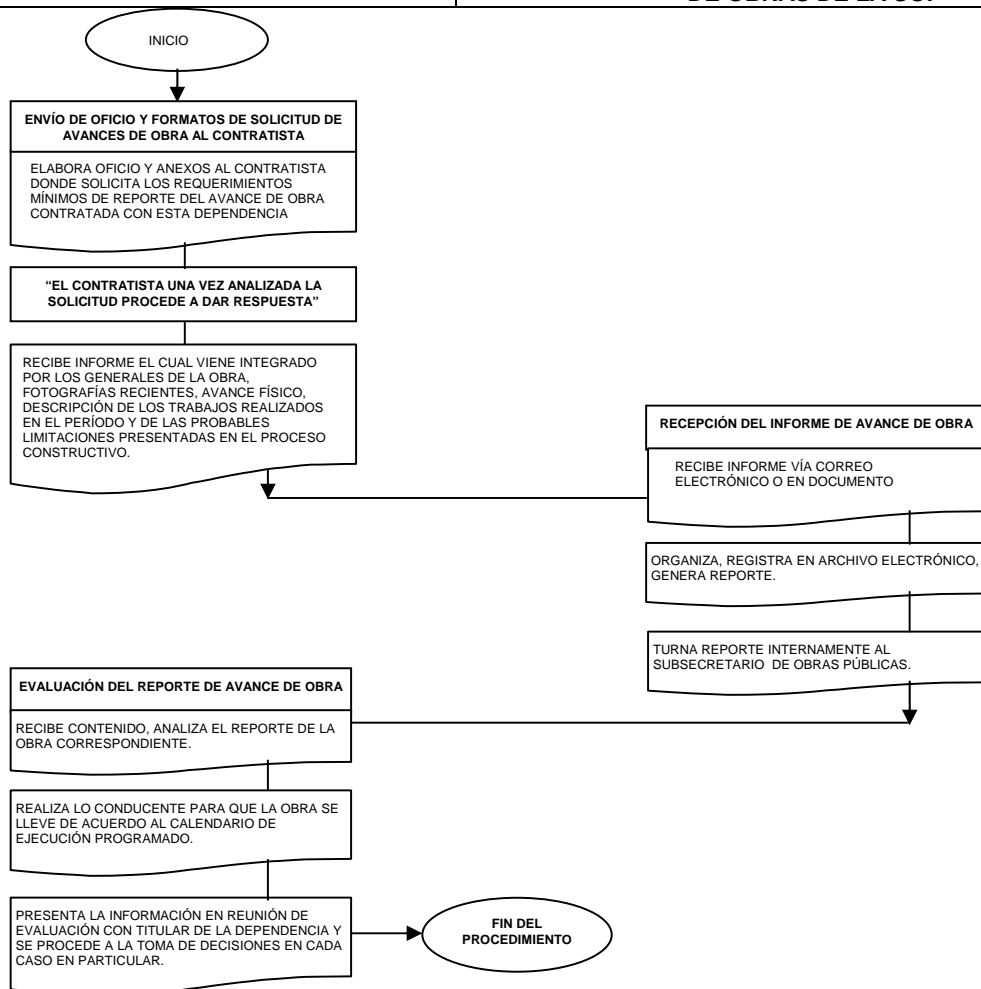 INICIO
ENVÍO DE OFICIO Y FORMATOS DE SOLICITUD DE
AVANCES DE OBRA AL CONTRATISTA
ELABORA OFICIO Y ANEXOS AL CONTRATISTA
DONDE SOLICITA LOS REQUERIMIENTOS
MÍNIMOS DE REPORTE DEL AVANCE DE OBRA
CONTRATADA CON ESTA DEPENDENCIA
“EL CONTRATISTA UNA VEZ ANALIZADA LA
SOLICITUD PROCEDE A DAR RESPUESTA”
RECIBE INFORME EL CUAL VIENE INTEGRADO
POR LOS GENERALES DE LA OBRA,
FOTOGRAFÍAS RECIENTES, AVANCE FÍSICO,
DESCRIPCIÓN DE LOS TRABAJOS REALIZADOS
EN EL PERÍODO Y DE LAS PROBABLES
LIMITACIONES PRESENTADAS EN EL PROCESO
CONSTRUCTIVO.
RECEPCIÓN DEL INFORME DE AVANCE DE OBRA
RECIBE INFORME VÍA CORREO
ELECTRÓNICO O EN DOCUMENTO
ORGANIZA, REGISTRA EN ARCHIVO ELECTRÓNICO,
GENERA REPORTE.
TURNA REPORTE INTERNAMENTE AL
SUBSECRETARIO DE OBRAS PÚBLICAS.
EVALUACIÓN DEL REPORTE DE AVANCE DE OBRA
RECIBE CONTENIDO, ANALIZA EL REPORTE DE LA
OBRA CORRESPONDIENTE.
REALIZA LO CONDUCENTE PARA QUE LA OBRA SE
LLEVE DE ACUERDO AL CALENDARIO DE
EJECUCIÓN PROGRAMADO.
PRESENTA LA INFORMACIÓN EN REUNIÓN DE
EVALUACIÓN CON TITULAR DE LA DEPENDENCIA Y
SE PROCEDE A LA TOMA DE DECISIONES EN CADA
CASO EN PARTICULAR.
FIN DEL
PROCEDIMIENTO